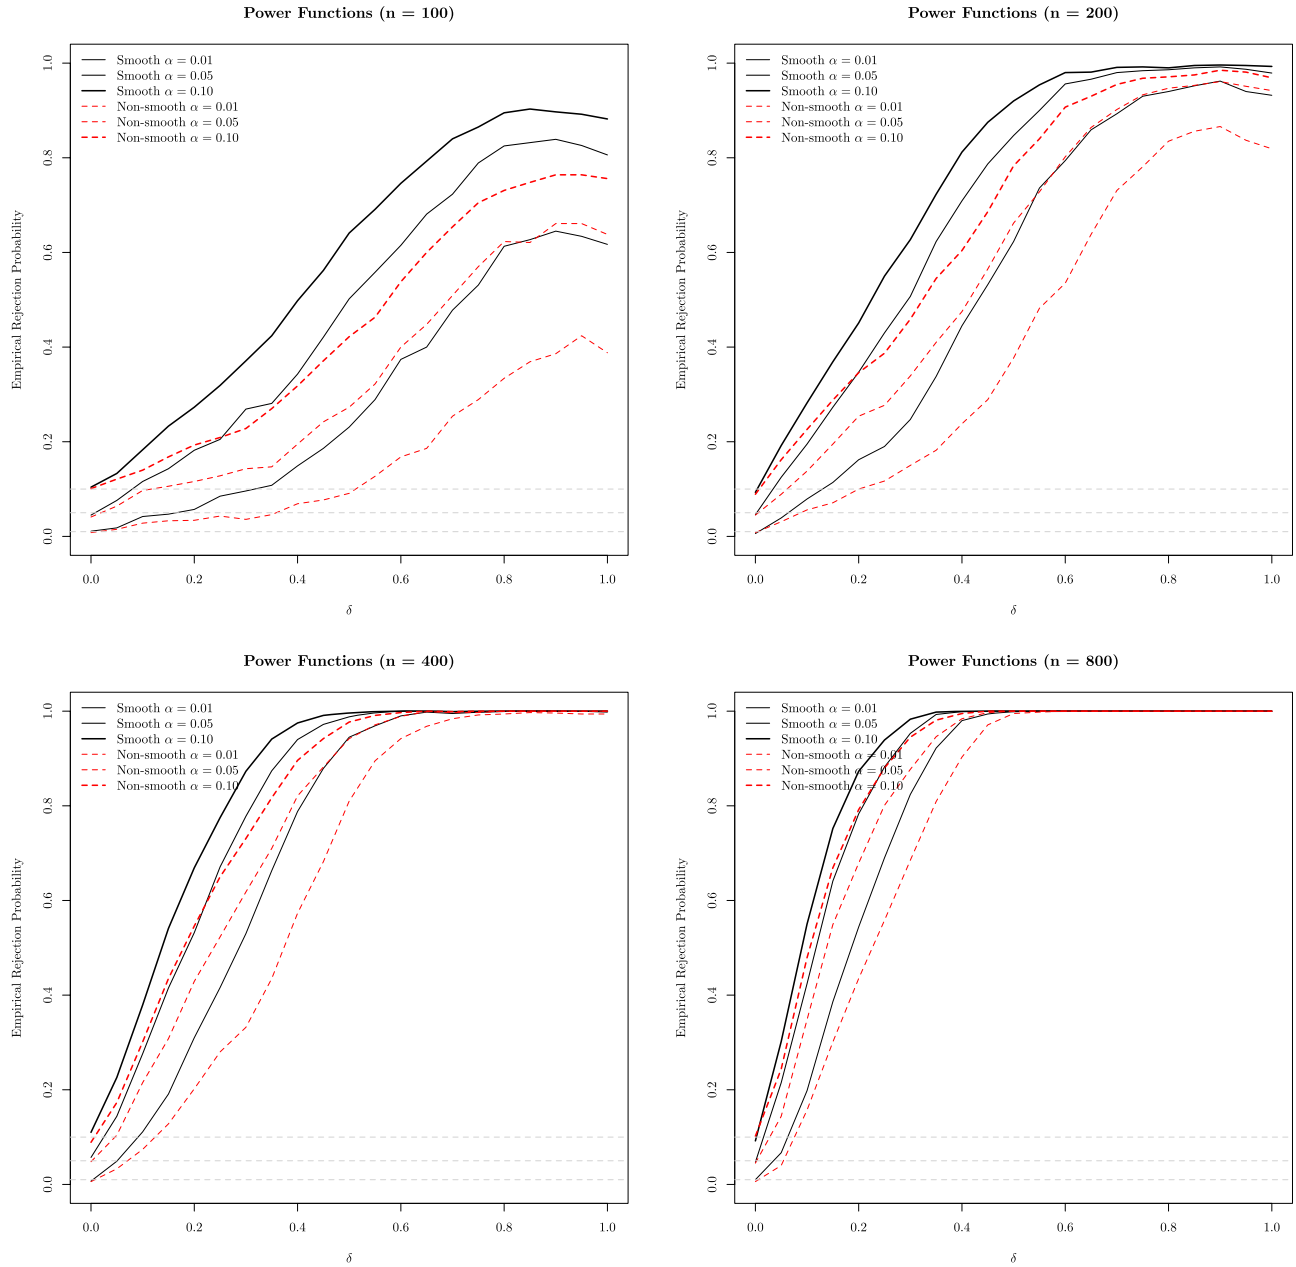 Power Functions (n = 100)
Smooth α = 0.01
Smooth α = 0.05
Smooth α = 0.10
Non-smooth α = 0.01
Non-smooth α = 0.05
Non-smooth α = 0.10
Empirical Rejection Probability
1.0
0.8
0.6
0.4
0.2
0.0
0.0 0.2 0.4 0.6 0.8 1.0
δ
Power Functions (n = 200)
Smooth α = 0.01
Smooth α = 0.05
Smooth α = 0.10
Non-smooth α = 0.01
Non-smooth α = 0.05
Non-smooth α = 0.10
Empirical Rejection Probability
1.0
0.8
0.6
0.4
0.2
0.0
0.0 0.2 0.4 0.6 0.8 1.0
δ
Power Functions (n = 400)
Smooth α = 0.01
Smooth α = 0.05
Smooth α = 0.10
Non-smooth α = 0.01
Non-smooth α = 0.05
Non-smooth α = 0.10
Empirical Rejection Probability
1.0
0.8
0.6
0.4
0.2
0.0
0.0 0.2 0.4 0.6 0.8 1.0
δ
Power Functions (n = 800)
Smooth α = 0.01
Smooth α = 0.05
Smooth α = 0.10
Non-smooth α = 0.01
Non-smooth α = 0.05
Non-smooth α = 0.10
Empirical Rejection Probability
1.0
0.8
0.6
0.4
0.2
0.0
0.0 0.2 0.4 0.6 0.8 1.0
δ